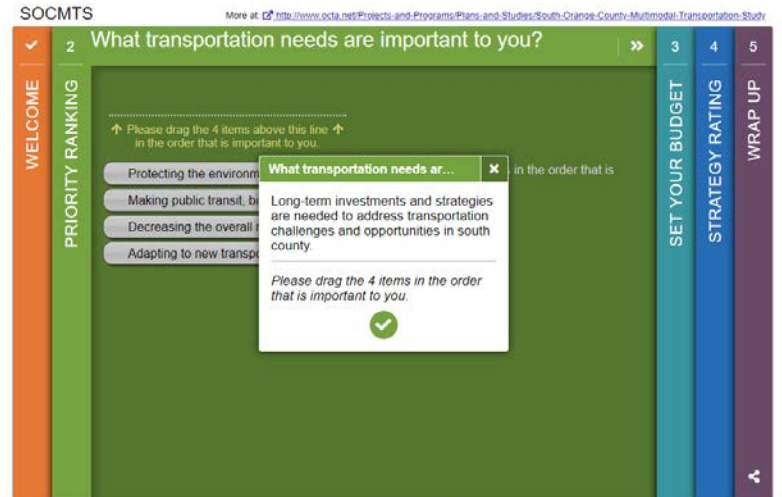 SOCMTS
More at: http://www.octa.net/Projects-and-Programs/Plans-and-Studies/South-Orange-County-Multimodal-Transportation-Study
WELCOME
2
PRIORITY RANKING
What transportation needs are important to you?
Please drag the 4 items above this line
in the order that is important to you.
Protecting the environm
Making public transit, bi
Decreasing the overall
Adapting to new transpo
in the order that is
What transportation needs ar...
Long-term investments and strategies
are needed to address transportation
challenges and opportunities in south
county.
Please drag the 4 items in the order
that is important to you.
3
SET YOUR BUDGET
4
STRATEGY RATING
5
WRAP UP